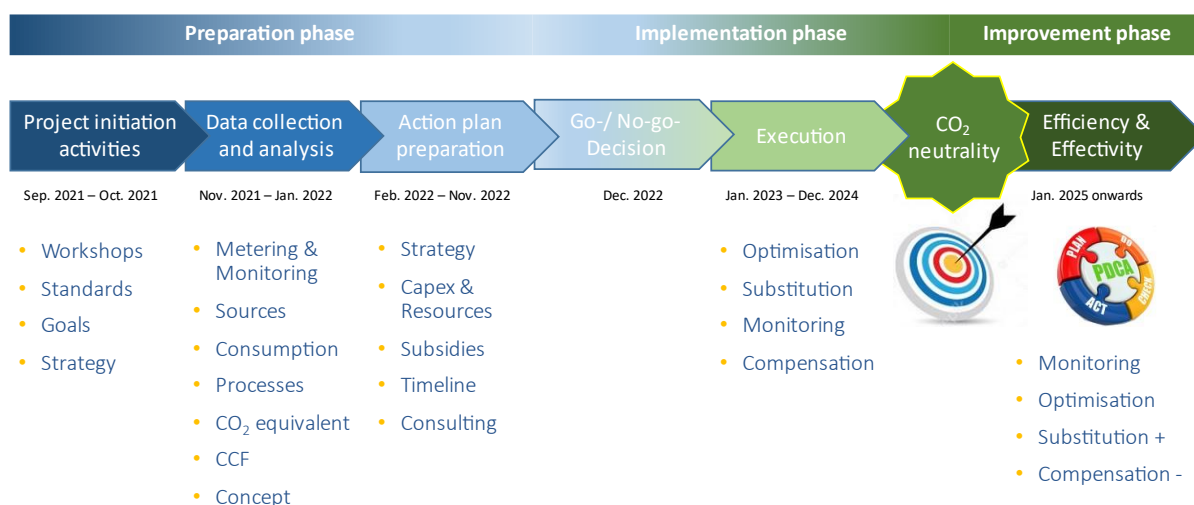 Preparation phase
Implementation phase
Improvement phase
Project initiation
activities
Data collection
and analysis
Action plan
preparation
Go-/ No-go-
Decision
Execution
CO₂
neutrality
Efficiency &
Effectivity
Sep. 2021 – Oct. 2021
Nov. 2021 – Jan. 2022
Feb. 2022 – Nov. 2022
Dec. 2022
Jan. 2023 – Dec. 2024
Jan. 2025 onwards
• Workshops
• Standards
• Goals
• Strategy
• Metering &
Monitoring
• Sources
• Consumption
• Processes
• CO₂ equivalent
• CCF
• Concept
• Strategy
• Capex &
Resources
• Subsidies
• Timeline
• Consulting
• Optimisation
• Substitution
• Monitoring
• Compensation
PLAN
DO
CHECK
ACT
PDCA
• Monitoring
• Optimisation
• Substitution +
• Compensation -